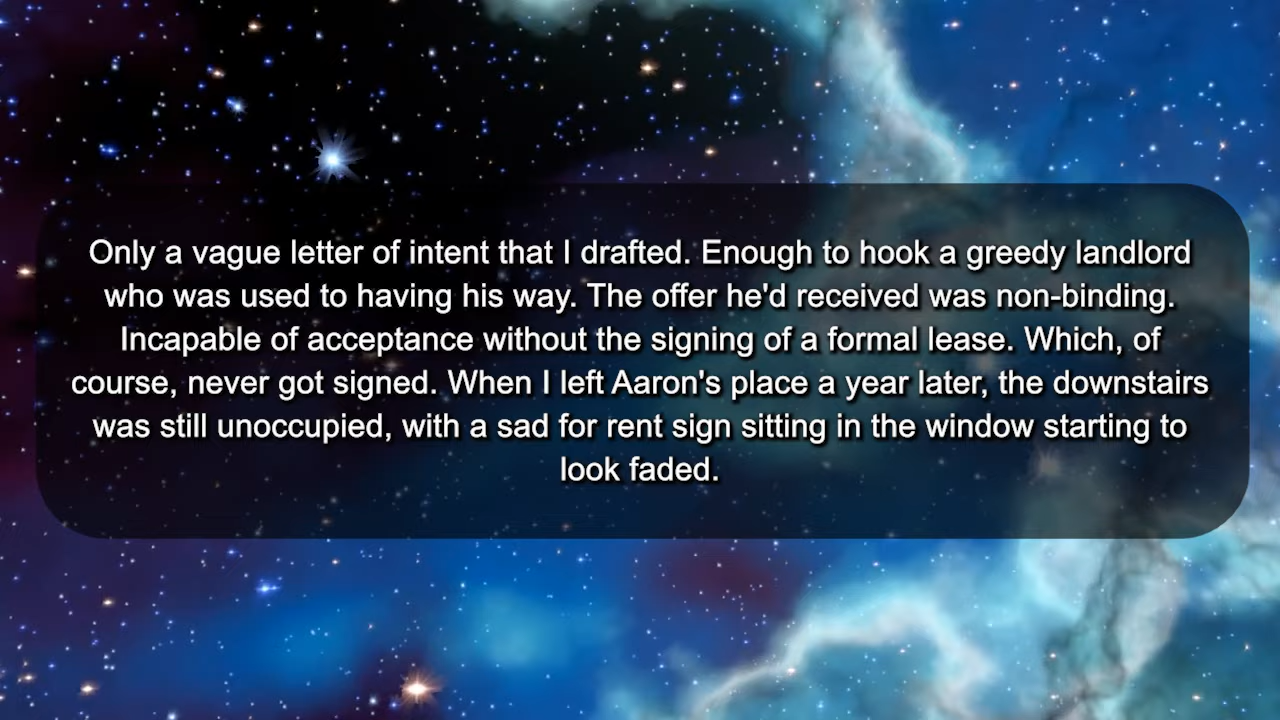 Only a vague letter of intent that I drafted. Enough to hook a greedy landlord
who was used to having his way. The offer he'd received was non-binding.
Incapable of acceptance without the signing of a formal lease. Which, of
course, never got signed. When I left Aaron's place a year later, the downstairs
was still unoccupied, with a sad for rent sign sitting in the window starting to
look faded.